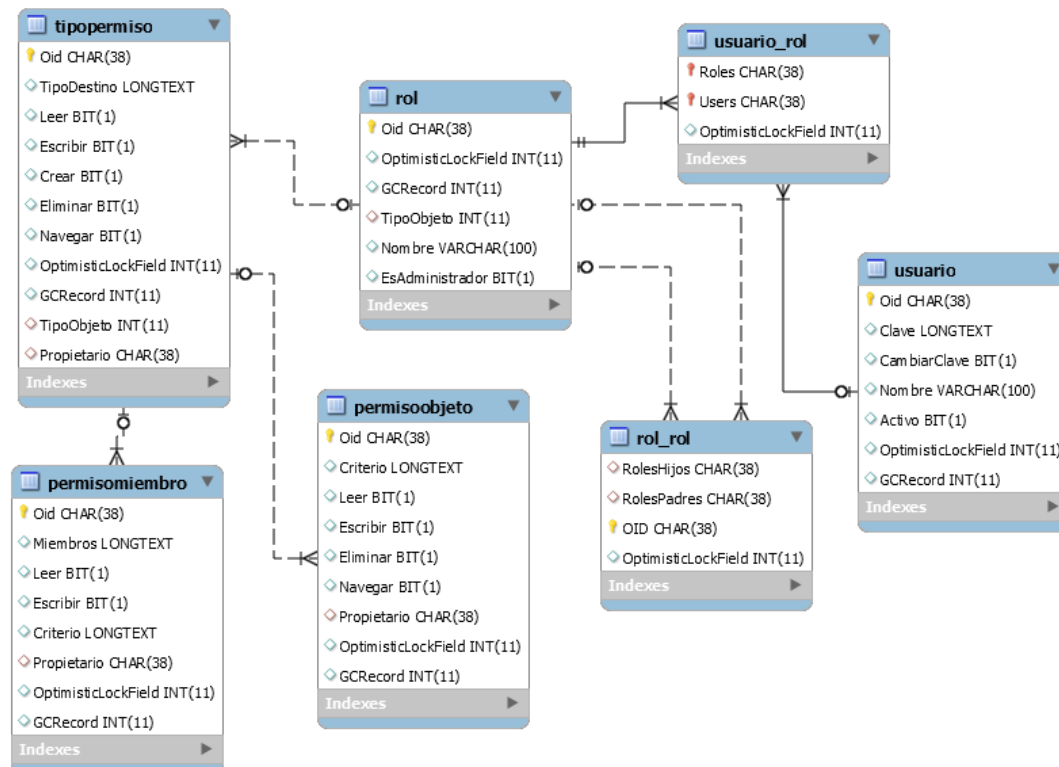 tipopermiso
Oid CHAR(38)
TipoDestino LONGTEXT
Leer BIT(1)
Escribir BIT(1)
Crear BIT(1)
Eliminar BIT(1)
Navegar BIT(1)
OptimisticLockField INT(11)
GCRecord INT(11)
TipoObjeto INT(11)
Propietario CHAR(38)
Indexes
rol
Oid CHAR(38)
OptimisticLockField INT(11)
GCRecord INT(11)
TipoObjeto INT(11)
Nombre VARCHAR(100)
EsAdministrador BIT(1)
Indexes
usuario_rol
Roles CHAR(38)
Users CHAR(38)
OptimisticLockField INT(11)
Indexes
usuario
Oid CHAR(38)
Clave LONGTEXT
CambiarClave BIT(1)
Nombre VARCHAR(100)
Activo BIT(1)
OptimisticLockField INT(11)
GCRecord INT(11)
Indexes
permisoobjeto
Oid CHAR(38)
Criterio LONGTEXT
Leer BIT(1)
Escribir BIT(1)
Eliminar BIT(1)
Navegar BIT(1)
Propietario CHAR(38)
OptimisticLockField INT(11)
GCRecord INT(11)
Indexes
rol_rol
RolesHijos CHAR(38)
RolesPadres CHAR(38)
OID CHAR(38)
OptimisticLockField INT(11)
Indexes
permisomiembro
Oid CHAR(38)
Miembros LONGTEXT
Leer BIT(1)
Escribir BIT(1)
Criterio LONGTEXT
Propietario CHAR(38)
OptimisticLockField INT(11)
GCRecord INT(11)
Indexes